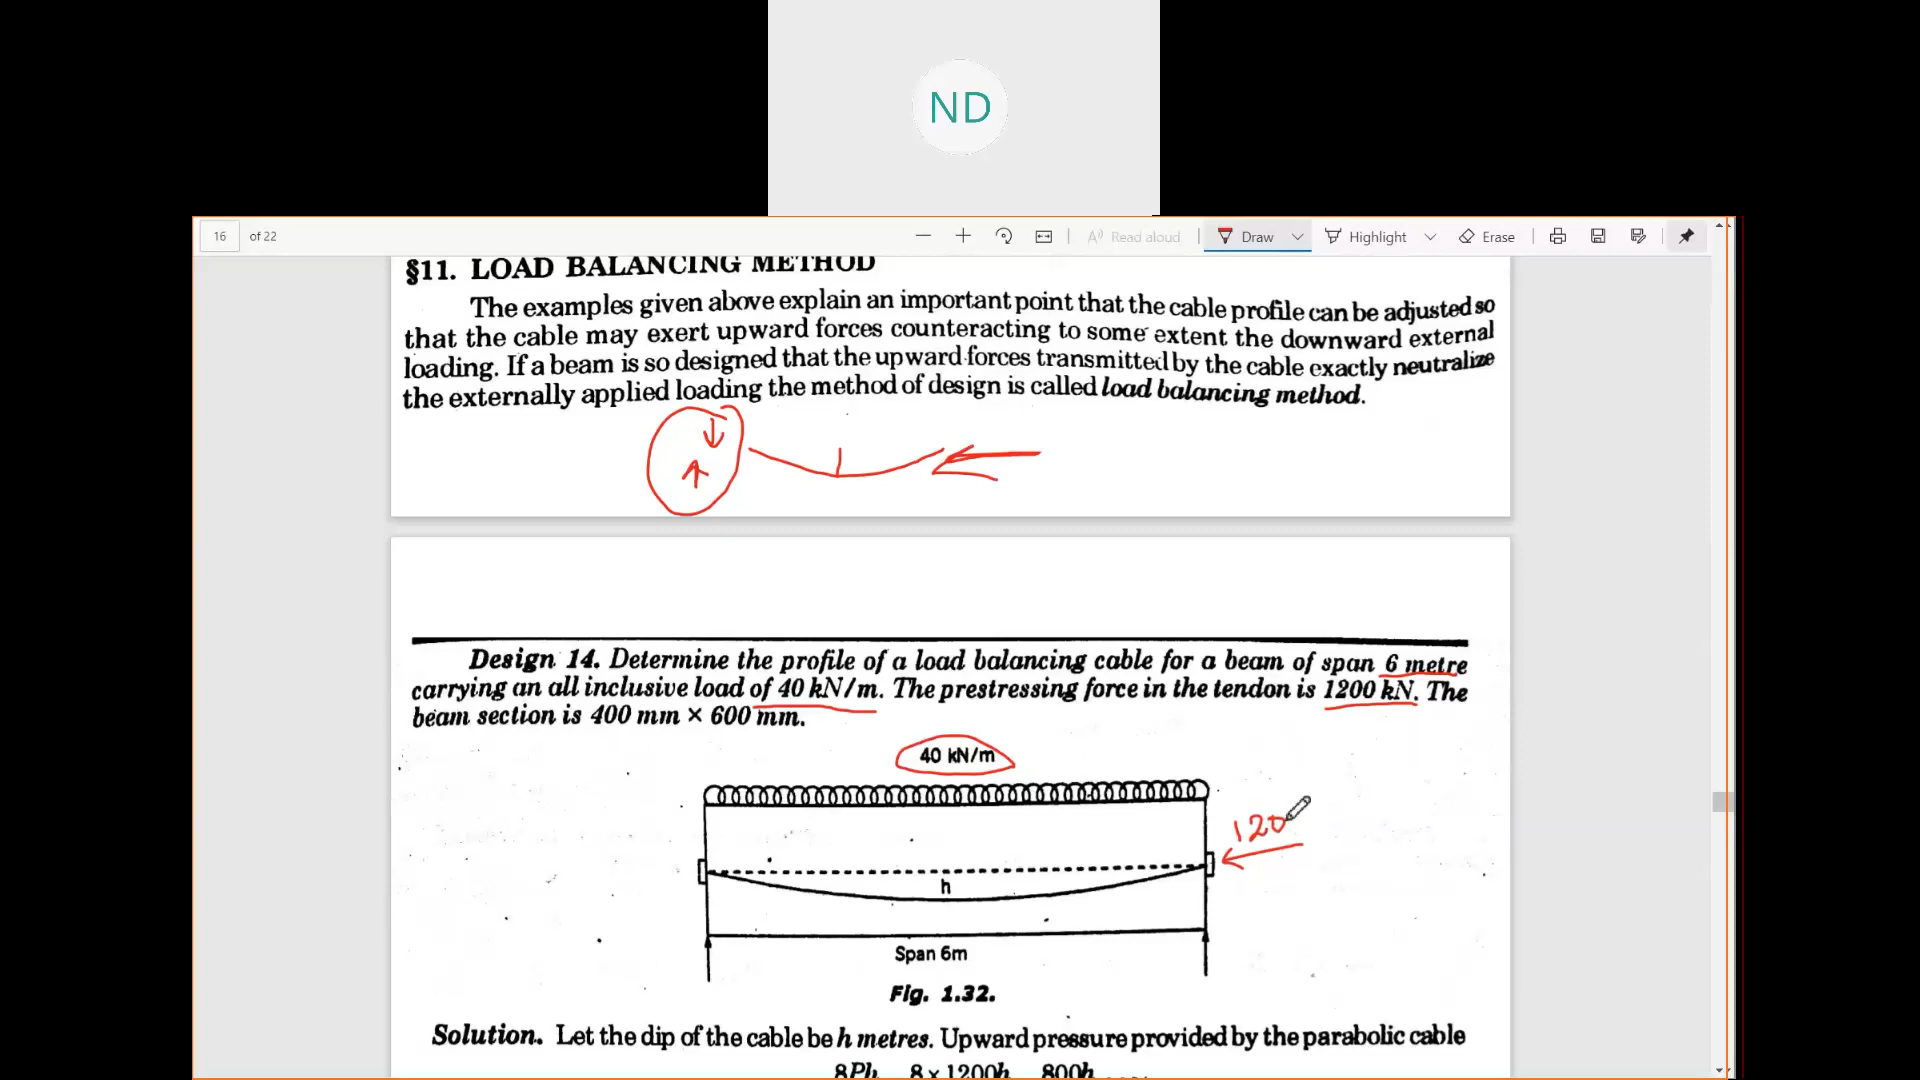 ND
16 of 22 Read aloud Draw Highlight Erase
§11. LOAD BALANCING METHOD
The examples given above explain an important point that the cable profile can be adjusted so
that the cable may exert upward forces counteracting to some extent the downward external
loading. If a beam is so designed that the upward forces transmitted by the cable exactly neutralize
the externally applied loading the method of design is called load balancing method.
Design 14. Determine the profile of a load balancing cable for a beam of span 6 metre
carrying an all inclusive load of 40 kN/m. The prestressing force in the tendon is 1200 kN. The
beam section is 400 mm × 600 mm.
40 kN/m
120
h
Span 6m
Fig. 1.32.
Solution. Let the dip of the cable be h metres. Upward pressure provided by the parabolic cable
8Ph 8 × 1200h 800h